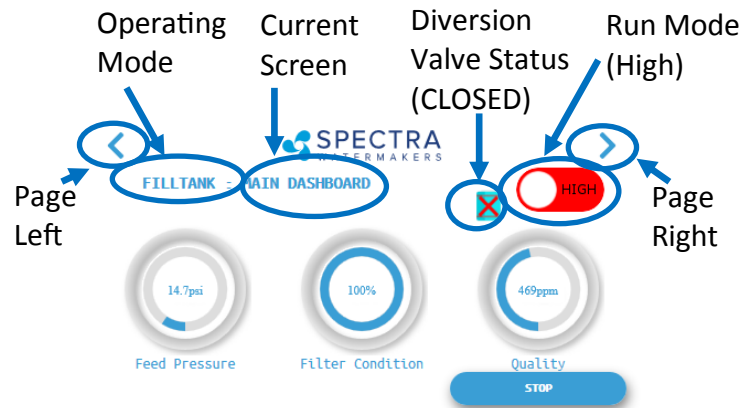 Operating
Mode
Current
Screen
Diversion
Valve Status
(CLOSED)
Run Mode
(High)
SPECTRA
WATERMAKERS
FILLTANK - MAIN DASHBOARD
HIGH
Page
Left
Page
Right
14.7psi
100%
469ppm
Feed Pressure
Filter Condition
Quality
STOP